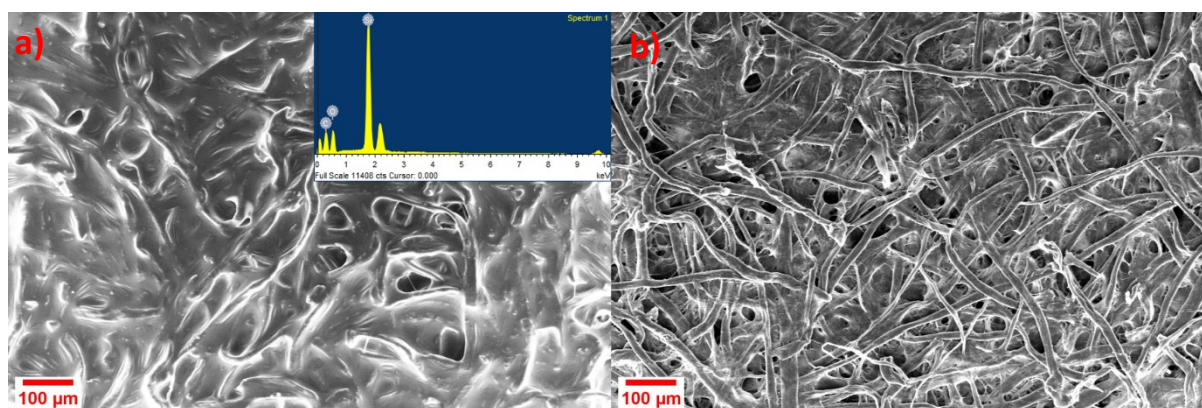 a)
Spectrum 1
0 1 2 3 4 5 6 7 8 9 10
Full Scale 11408 cts Cursor: 0.000 keV
100 µm
b)
100 µm